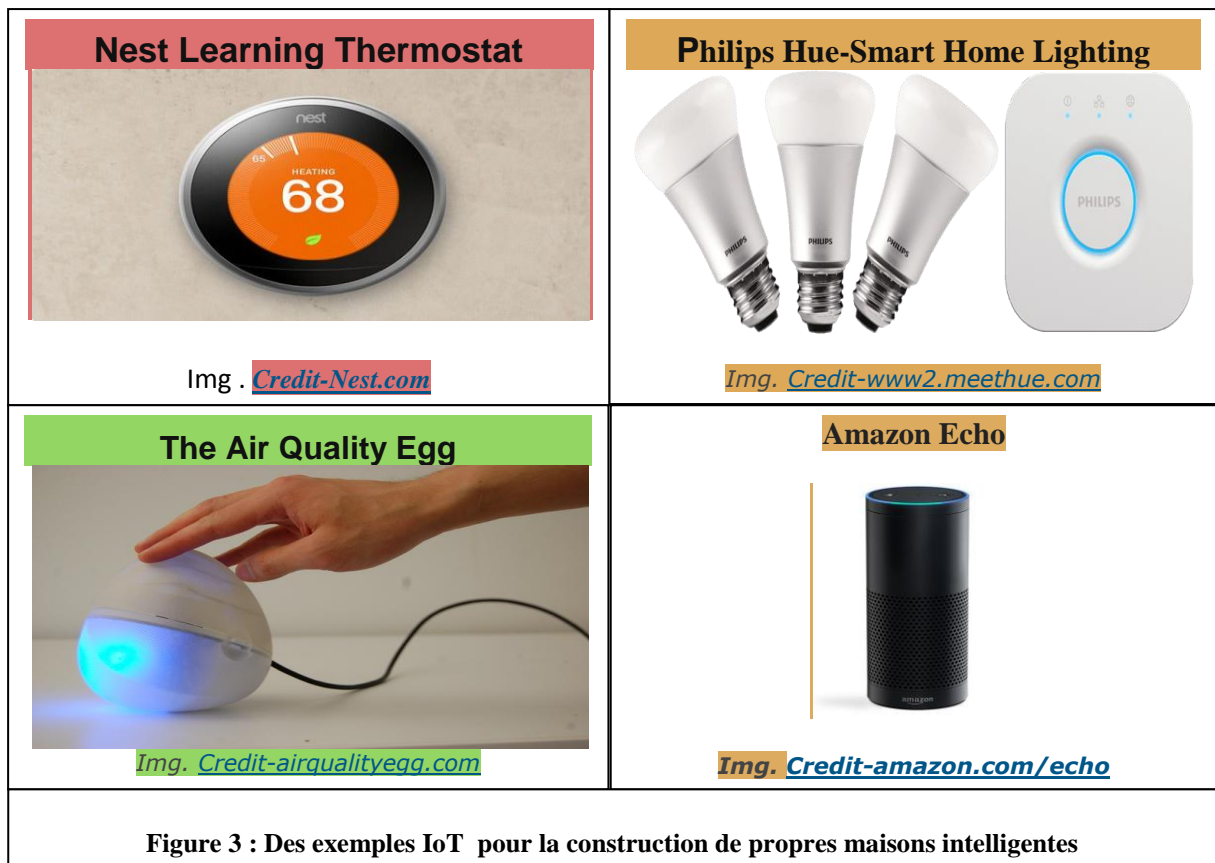 Nest Learning Thermostat
nest
65
HEATING
68
Img . Credit-Nest.com
Philips Hue-Smart Home Lighting
PHILIPS
PHILIPS
PHILIPS
PHILIPS
Img. Credit-www2.meethue.com
The Air Quality Egg
Img. Credit-airqualityegg.com
Amazon Echo
amazon
Img. Credit-amazon.com/echo
Figure 3 : Des exemples IoT pour la construction de propres maisons intelligentes